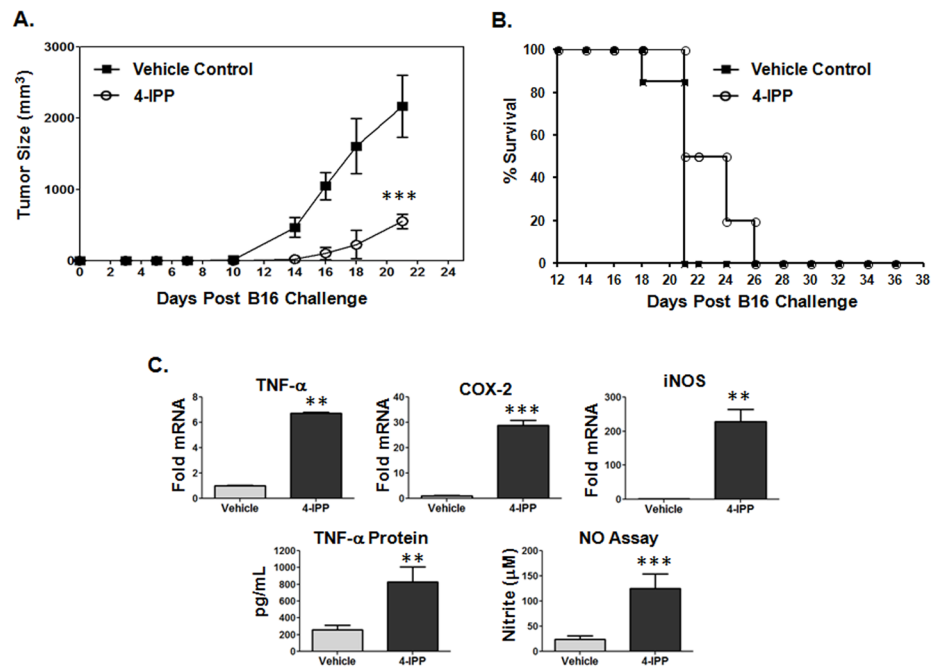 A.
Tumor Size (mm³)
3000
2000
1000
0
Vehicle Control
4-IPP
***
0 2 4 6 8 10 12 14 16 18 20 22 24
Days Post B16 Challenge
B.
% Survival
100
80
60
40
20
0
Vehicle Control
4-IPP
12 14 16 18 20 22 24 26 28 30 32 34 36 38
Days Post B16 Challenge
C.
TNF-α
Fold mRNA
8
6
4
2
0
**
Vehicle 4-IPP
COX-2
Fold mRNA
40
30
20
10
0
***
Vehicle 4-IPP
iNOS
Fold mRNA
300
200
100
0
**
Vehicle 4-IPP
TNF-α Protein
pg/mL
1200
1000
800
600
400
200
0
**
Vehicle 4-IPP
NO Assay
Nitrite (μM)
200
150
100
50
0
***
Vehicle 4-IPP